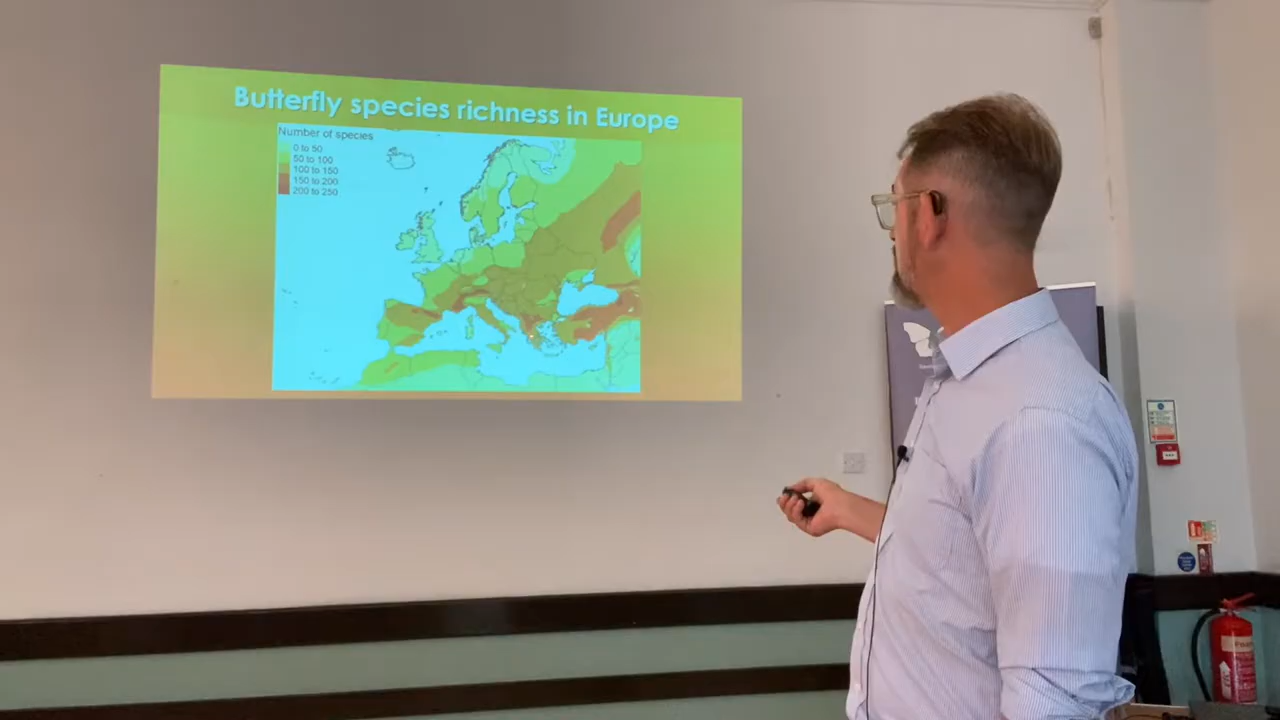 Butterfly species richness in Europe
Number of species
0 to 50
50 to 100
100 to 150
150 to 200
200 to 250